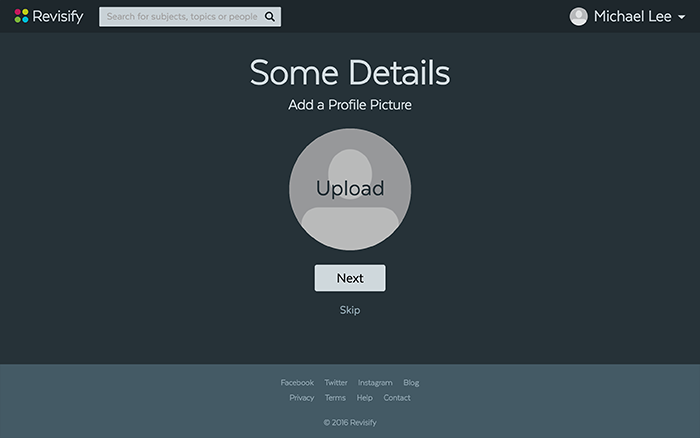 Revisify Search for subjects, topics or people Michael Lee
Some Details
Add a Profile Picture
Upload
Next
Skip
Facebook Twitter Instagram Blog
Privacy Terms Help Contact
© 2016 Revisify